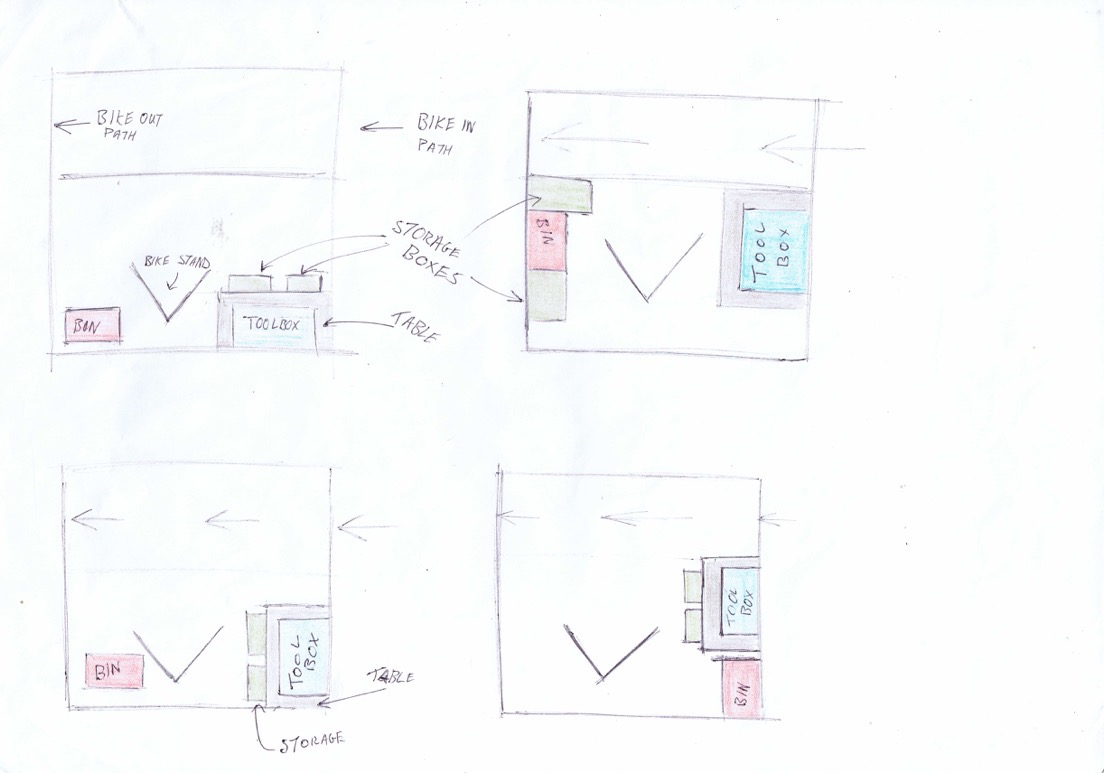 BIKE OUT
PATH
BIKE IN
PATH
STORAGE
BOXES
BIKE STAND
BIN
TOOLBOX
TABLE
BIN
TOOL
BOX
BIN
TOOL
BOX
TABLE
STORAGE
TOOL
BOX
BIN